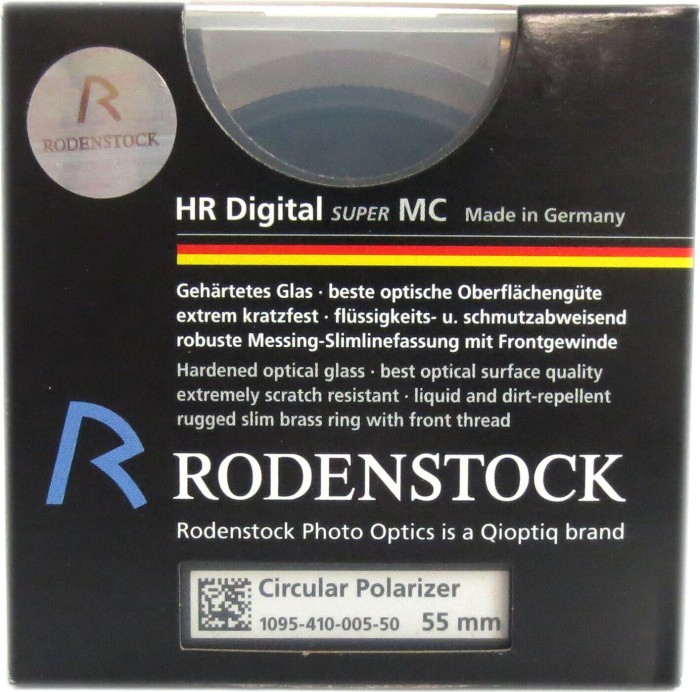 R
RODENSTOCK
HR Digital SUPER MC Made in Germany
Gehärtetes Glas · beste optische Oberflächengüte
extrem kratzfest · flüssigkeits- u. schmutzabweisend
robuste Messing-Slimlinefassung mit Frontgewinde
Hardened optical glass · best optical surface quality
extremely scratch resistant · liquid and dirt-repellent
rugged slim brass ring with front thread
R RODENSTOCK
Rodenstock Photo Optics is a Qioptiq brand
Circular Polarizer
1095-410-005-50 55 mm